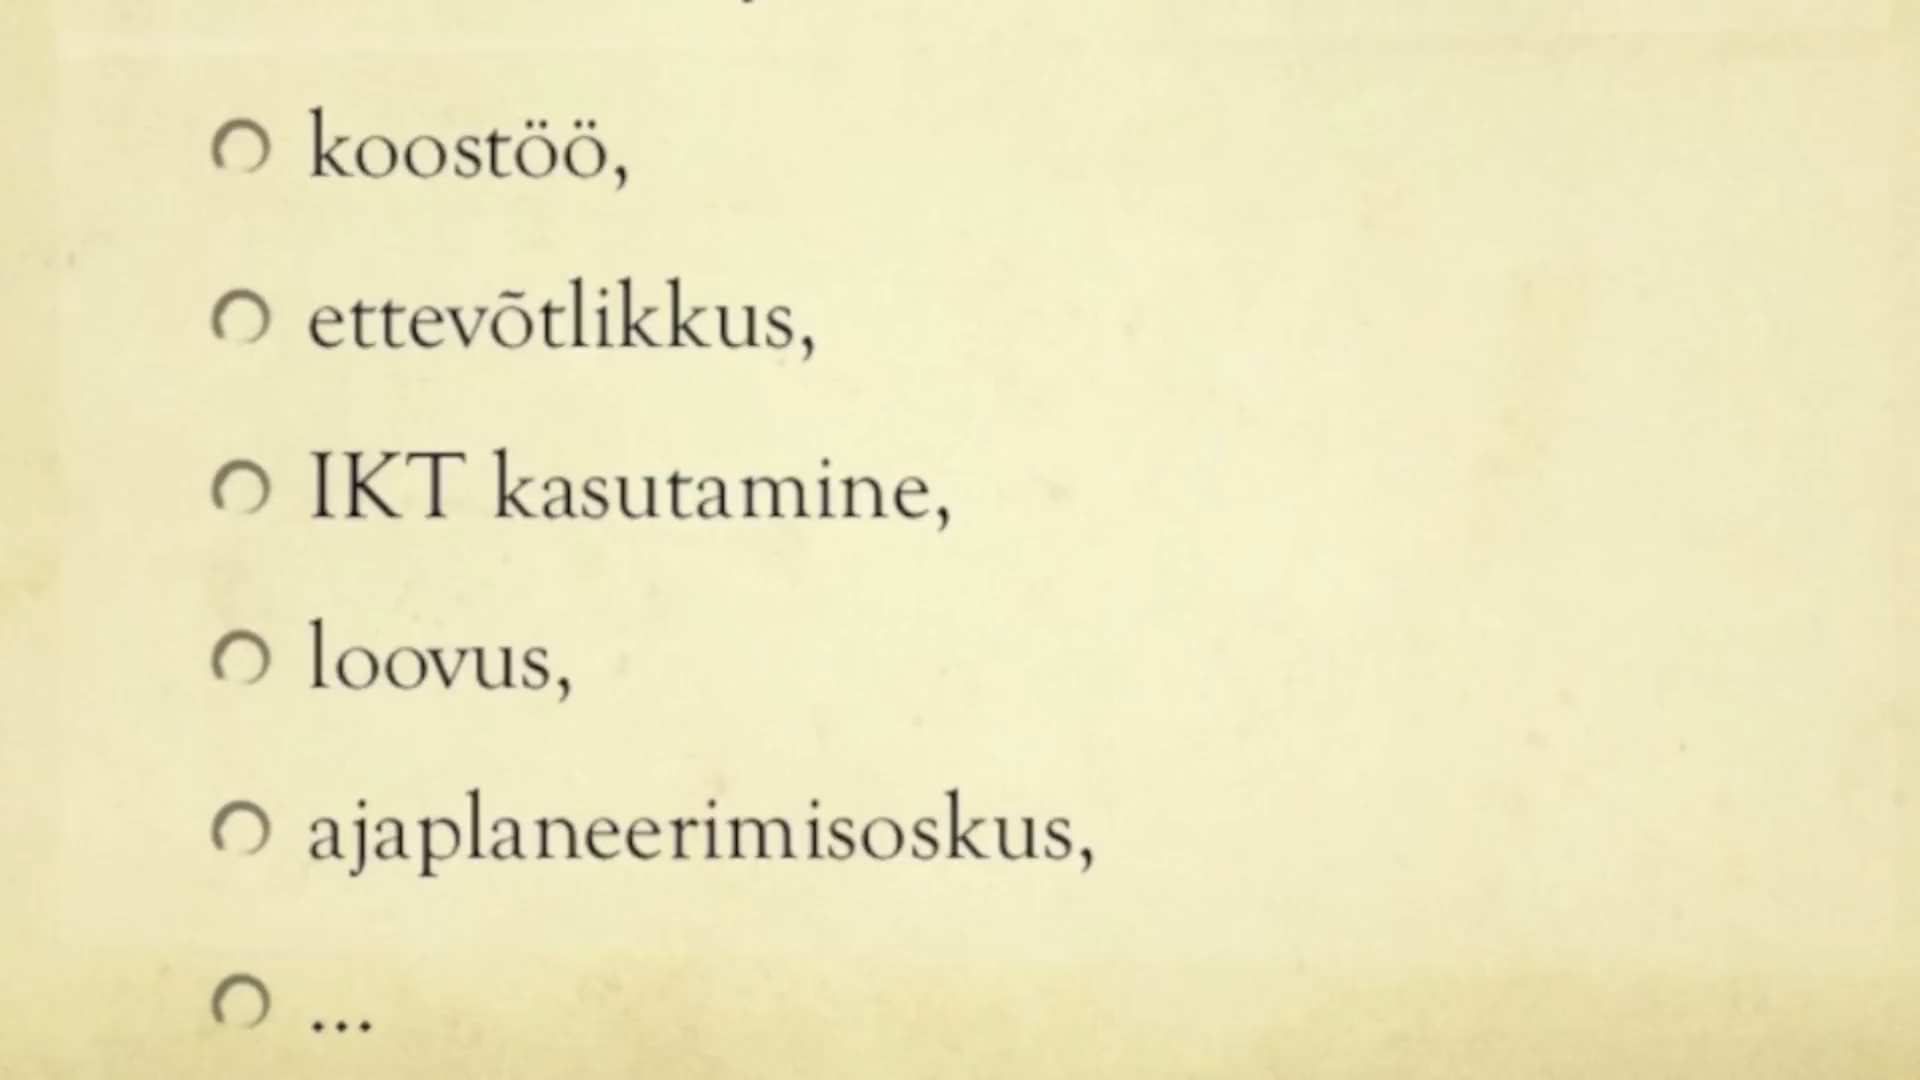 koostöö,
ettevõtlikkus,
IKT kasutamine,
loovus,
ajaplaneerimisoskus,
...